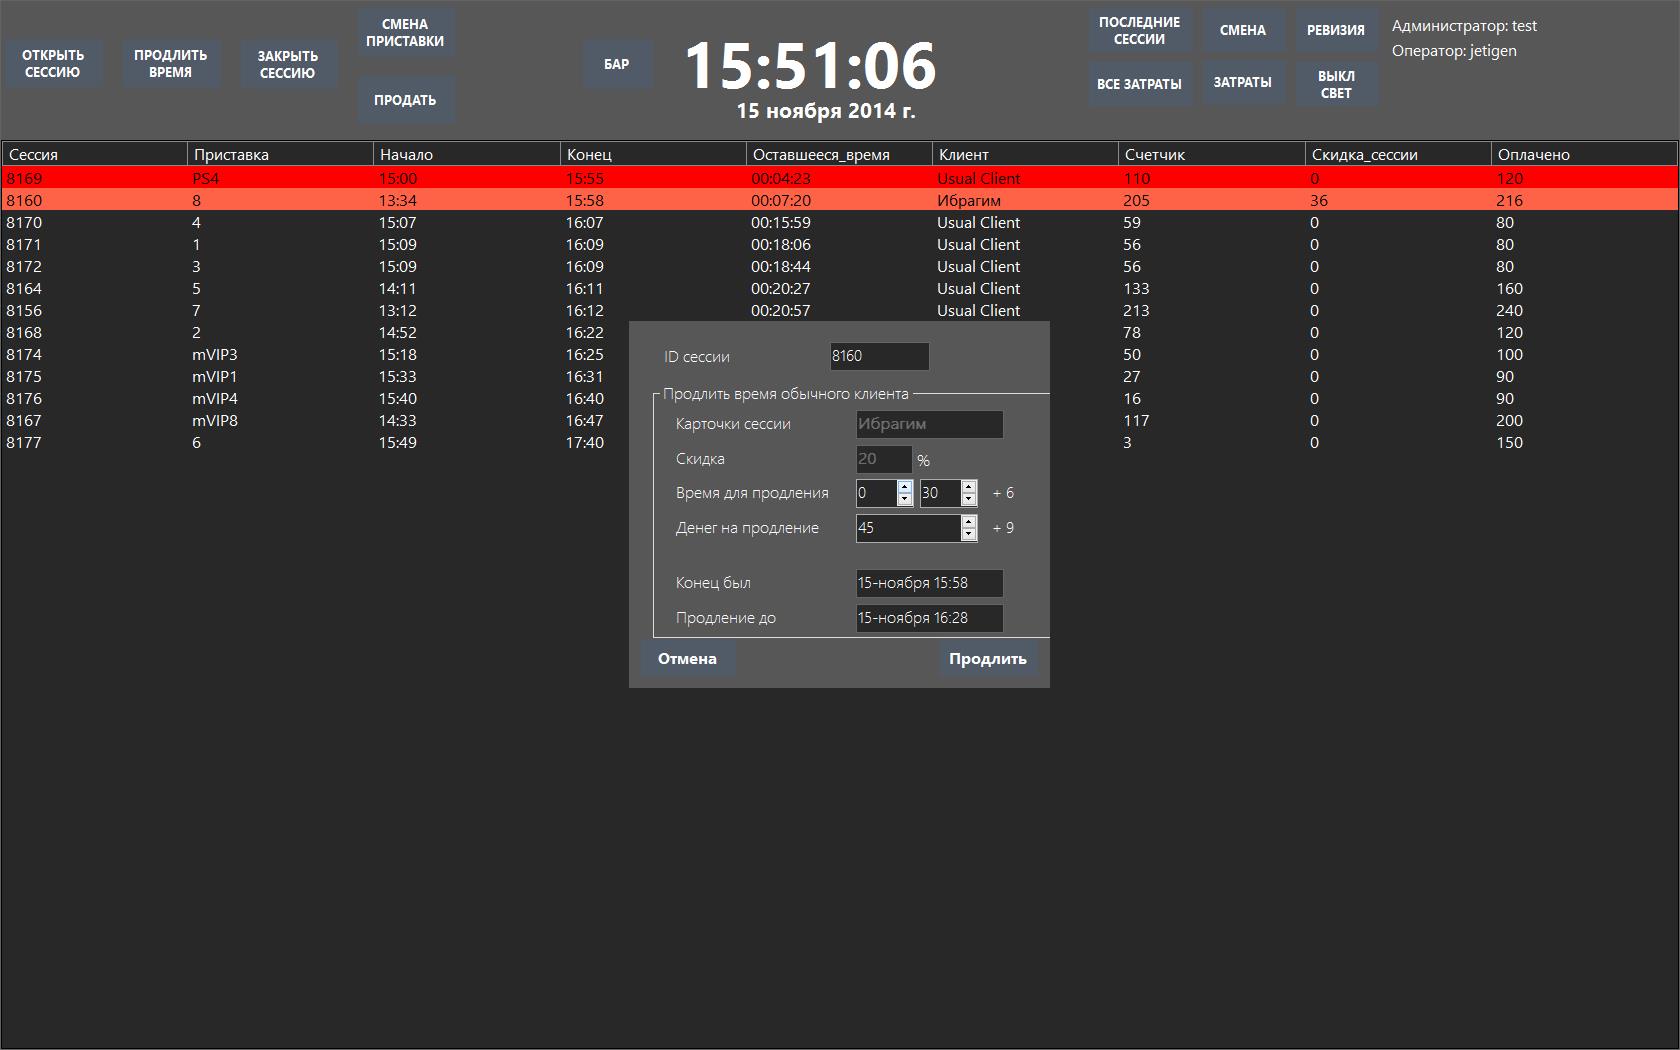 ОТКРЫТЬ СЕССИЮ
ПРОДЛИТЬ ВРЕМЯ
ЗАКРЫТЬ СЕССИЮ
СМЕНА ПРИСТАВКИ
ПРОДАТЬ
БАР
15:51:06
15 ноября 2014 г.
ПОСЛЕДНИЕ СЕССИИ
СМЕНА
РЕВИЗИЯ
ВСЕ ЗАТРАТЫ
ЗАТРАТЫ
ВЫКЛ СВЕТ
Администратор: test
Оператор: jetigen
Сессия Приставка Начало Конец Оставшееся_время Клиент Счетчик Скидка_сессии Оплачено
8169 PS4 15:00 15:55 00:04:23 Usual Client 110 0 120
8160 8 13:34 15:58 00:07:20 Ибрагим 205 36 216
8170 4 15:07 16:07 00:15:59 Usual Client 59 0 80
8171 1 15:09 16:09 00:18:06 Usual Client 56 0 80
8172 3 15:09 16:09 00:18:44 Usual Client 56 0 80
8164 5 14:11 16:11 00:20:27 Usual Client 133 0 160
8156 7 13:12 16:12 00:20:57 Usual Client 213 0 240
8168 2 14:52 16:22 78 0 120
8174 mVIP3 15:18 16:25 50 0 100
8175 mVIP1 15:33 16:31 27 0 90
8176 mVIP4 15:40 16:40 16 0 90
8167 mVIP8 14:33 16:47 117 0 200
8177 6 15:49 17:40 3 0 150
ID сессии 8160
Продлить время обычного клиента
Карточки сессии Ибрагим
Скидка 20 %
Время для продления 0 30 + 6
Денег на продление 45 + 9
Конец был 15-ноября 15:58
Продление до 15-ноября 16:28
Отмена Продлить